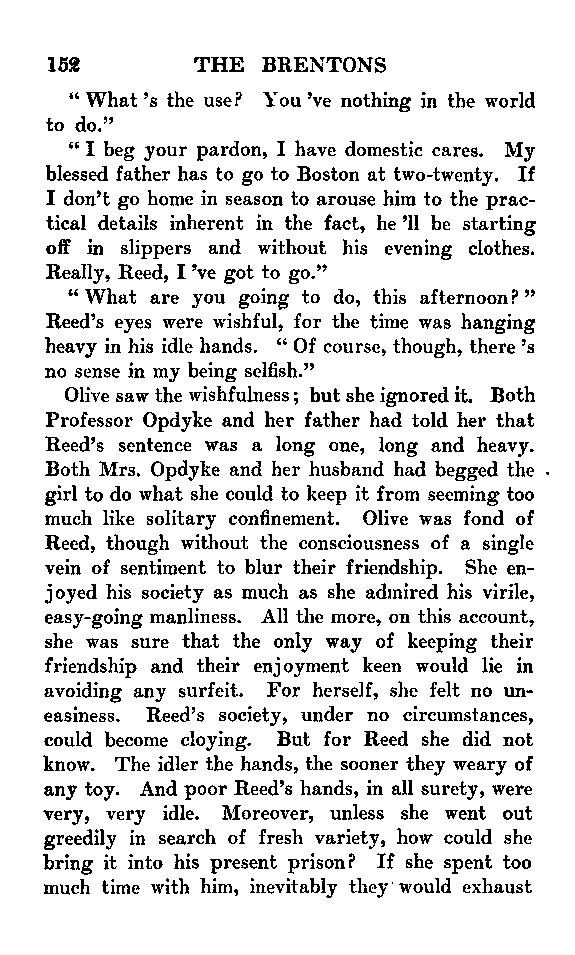 152 THE BRENTONS
“ What ’s the use? You ’ve nothing in the world
to do.”
“ I beg your pardon, I have domestic cares. My
blessed father has to go to Boston at two-twenty. If
I don’t go home in season to arouse him to the prac-
tical details inherent in the fact, he ’ll be starting
off in slippers and without his evening clothes.
Really, Reed, I ’ve got to go.”
“ What are you going to do, this afternoon? ”
Reed’s eyes were wishful, for the time was hanging
heavy in his idle hands. “ Of course, though, there ’s
no sense in my being selfish.”
Olive saw the wishfulness; but she ignored it. Both
Professor Opdyke and her father had told her that
Reed’s sentence was a long one, long and heavy.
Both Mrs. Opdyke and her husband had begged the
girl to do what she could to keep it from seeming too
much like solitary confinement. Olive was fond of
Reed, though without the consciousness of a single
vein of sentiment to blur their friendship. She en-
joyed his society as much as she admired his virile,
easy-going manliness. All the more, on this account,
she was sure that the only way of keeping their
friendship and their enjoyment keen would lie in
avoiding any surfeit. For herself, she felt no un-
easiness. Reed’s society, under no circumstances,
could become cloying. But for Reed she did not
know. The idler the hands, the sooner they weary of
any toy. And poor Reed’s hands, in all surety, were
very, very idle. Moreover, unless she went out
greedily in search of fresh variety, how could she
bring it into his present prison? If she spent too
much time with him, inevitably they would exhaust